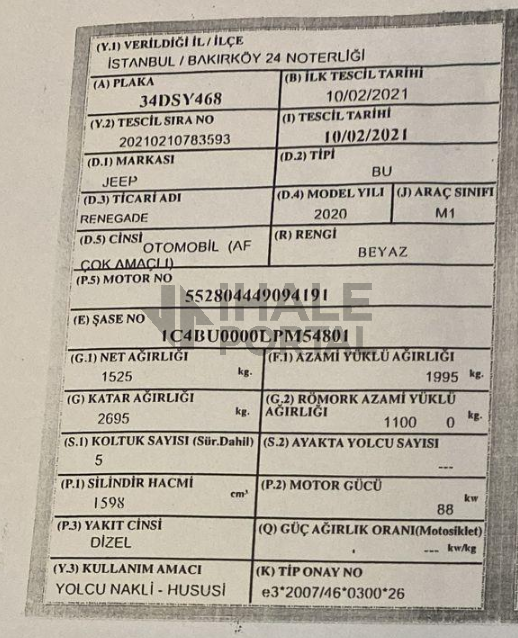 (Y.1) VERİLDİĞİ İL / İLÇE
İSTANBUL / BAKIRKÖY 24 NOTERLİĞİ
(A) PLAKA
34DSY468
(B) İLK TESCİL TARİHİ
10/02/2021
(Y.2) TESCİL SIRA NO
20210210783593
(I) TESCİL TARİHİ
10/02/2021
(D.1) MARKASI
JEEP
(D.2) TİPİ
BU
(D.3) TİCARİ ADI
RENEGADE
(D.4) MODEL YILI
2020
(J) ARAÇ SINIFI
M1
(D.5) CİNSİ OTOMOBİL (AF
ÇOK AMAÇLI)
(R) RENGİ
BEYAZ
(P.5) MOTOR NO
552804449094191
(E) ŞASE NO
1C4BU0000LPM54801
IHALE
PORTAL
(G.1) NET AĞIRLIĞI
1525 kg.
(F.1) AZAMİ YÜKLÜ AĞIRLIĞI
1995 kg.
(G) KATAR AĞIRLIĞI
2695 kg.
(G.2) RÖMORK AZAMİ YÜKLÜ
AĞIRLIĞI
1100 0 kg.
(S.1) KOLTUK SAYISI (Sür.Dahil)
5
(S.2) AYAKTA YOLCU SAYISI
---
(P.1) SİLİNDİR HACMİ
1598 cm³
(P.2) MOTOR GÜCÜ
88 kw
(P.3) YAKIT CİNSİ
DİZEL
(Q) GÜÇ AĞIRLIK ORANI(Motosiklet)
. --- kw/kg
(Y.3) KULLANIM AMACI
YOLCU NAKLİ - HUSUSİ
(K) TİP ONAY NO
e3*2007/46*0300*26